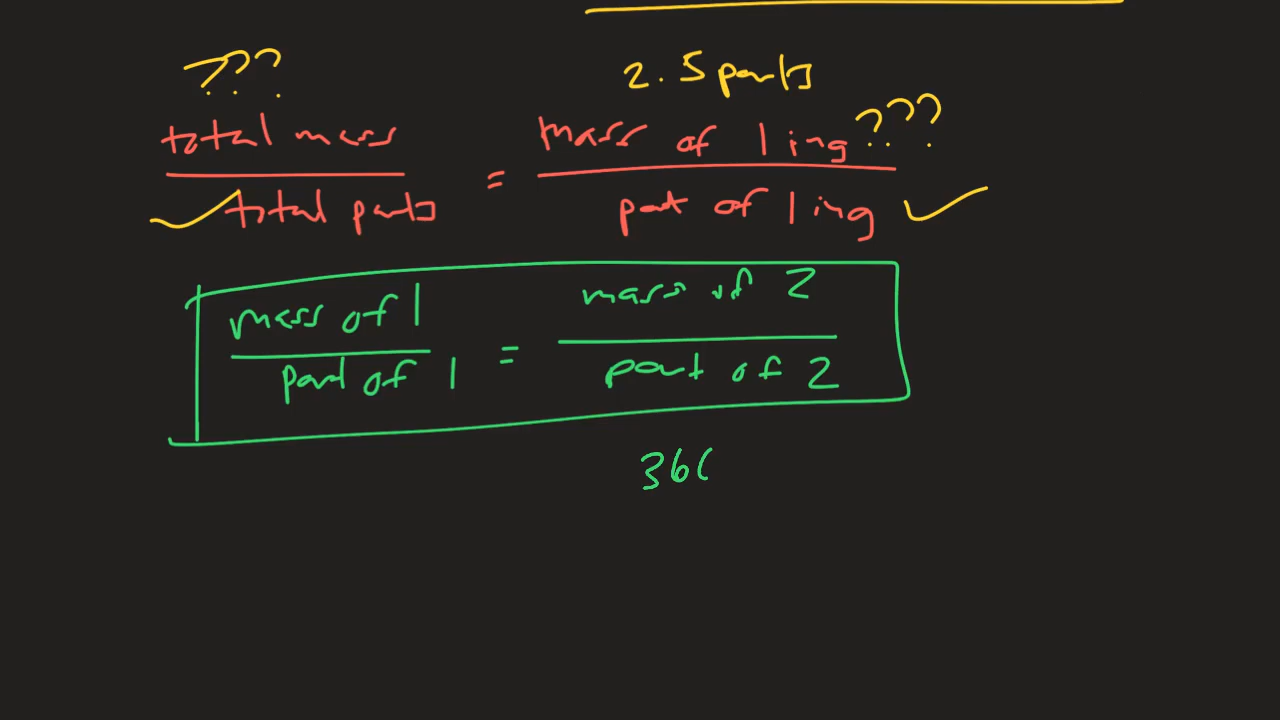 ???
2.5 parts
total mass / total parts = mass of 1 ing ??? / part of 1 ing
mass of 1 / part of 1 = mass of 2 / part of 2
36(